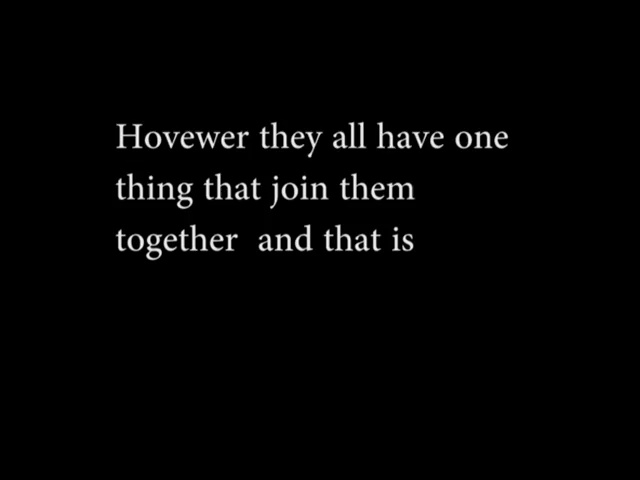 Hovewer they all have one
thing that join them
together  and that is